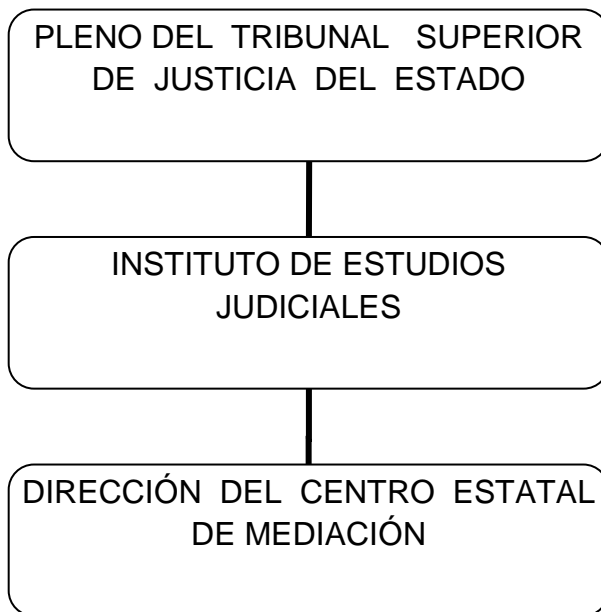 PLENO DEL TRIBUNAL SUPERIOR
DE JUSTICIA DEL ESTADO
INSTITUTO DE ESTUDIOS
JUDICIALES
DIRECCIÓN DEL CENTRO ESTATAL
DE MEDIACIÓN